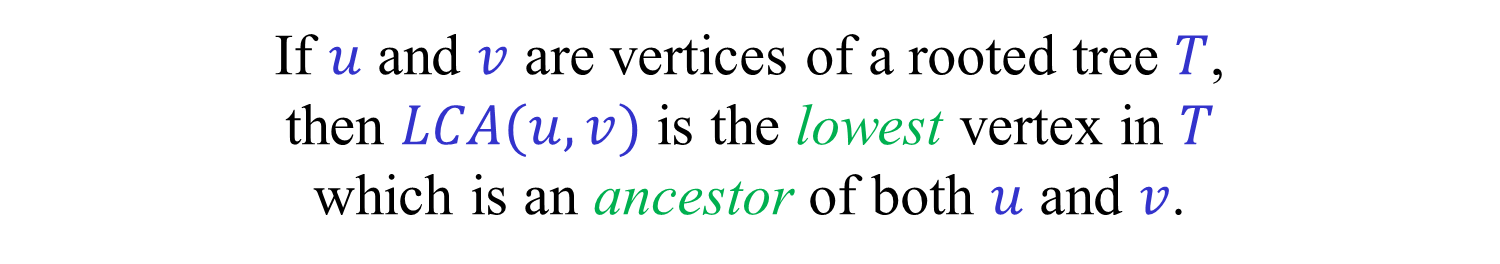 If u and v are vertices of a rooted tree T,
then LCA(u, v) is the lowest vertex in T
which is an ancestor of both u and v.